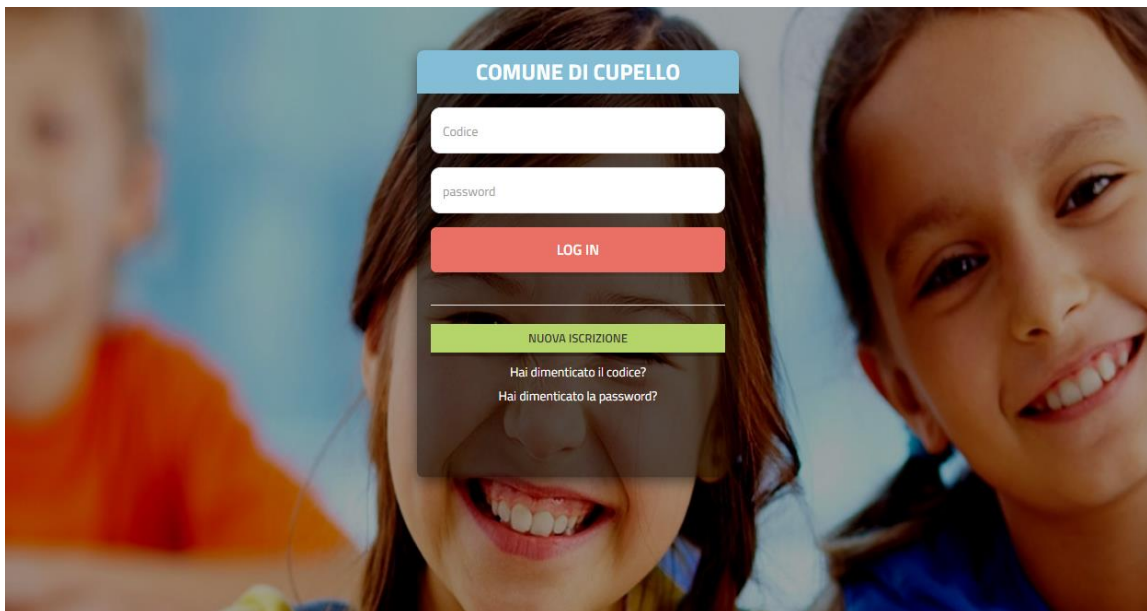 COMUNE DI CUPELLO
Codice
password
LOG IN
NUOVA ISCRIZIONE
Hai dimenticato il codice?
Hai dimenticato la password?